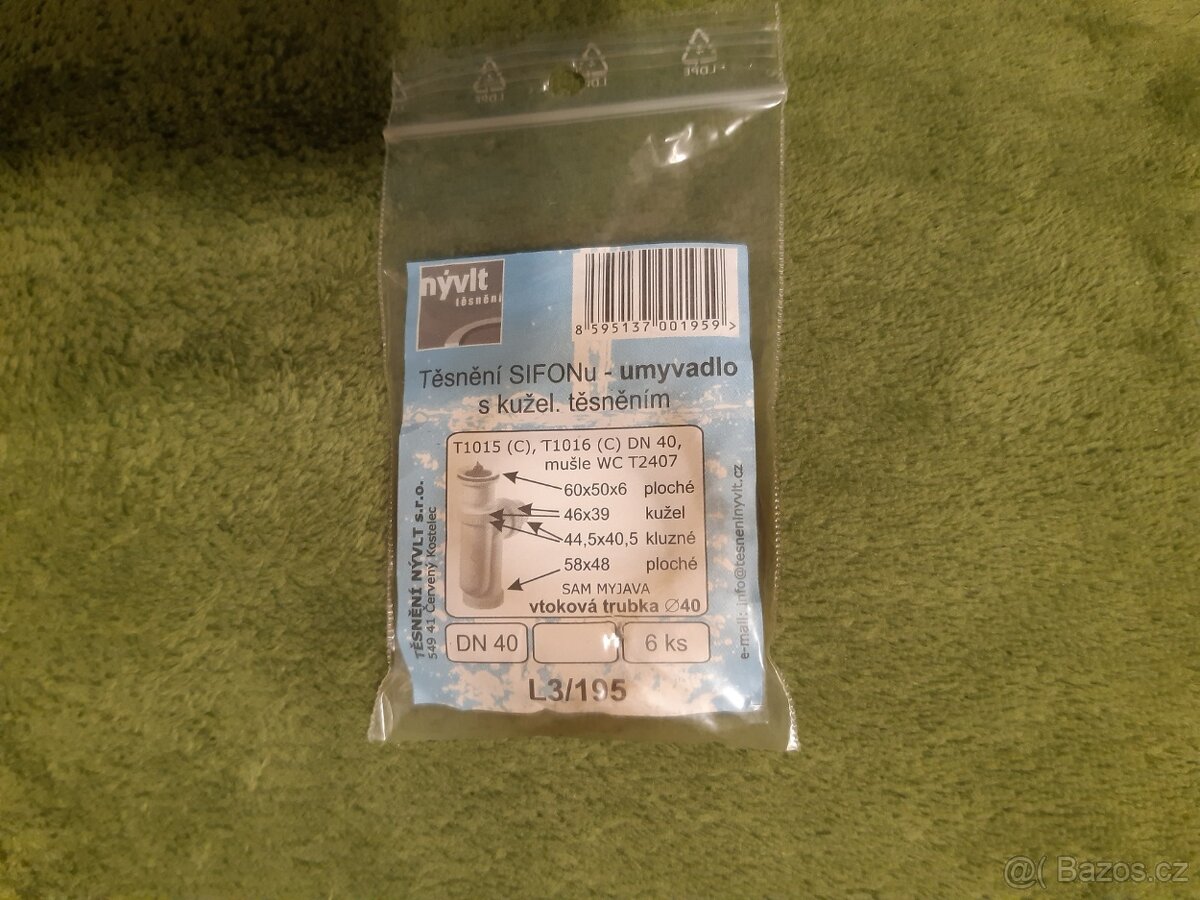 LDPE
LDPE
nývlt
těsnění
8 595137 001959 >
Těsnění SIFONu - umyvadlo
s kužel. těsněním
T1015 (C), T1016 (C) DN 40,
mušle WC T2407
60x50x6 ploché
46x39 kužel
44,5x40,5 kluzné
58x48 ploché
SAM MYJAVA
vtoková trubka ∅40
DN 40
6 ks
L3/195
TĚSNĚNÍ NÝVLT s.r.o.
549 41 Červený Kostelec
e-mail: info@tesneninyvlt.cz
@( Bazos.cz